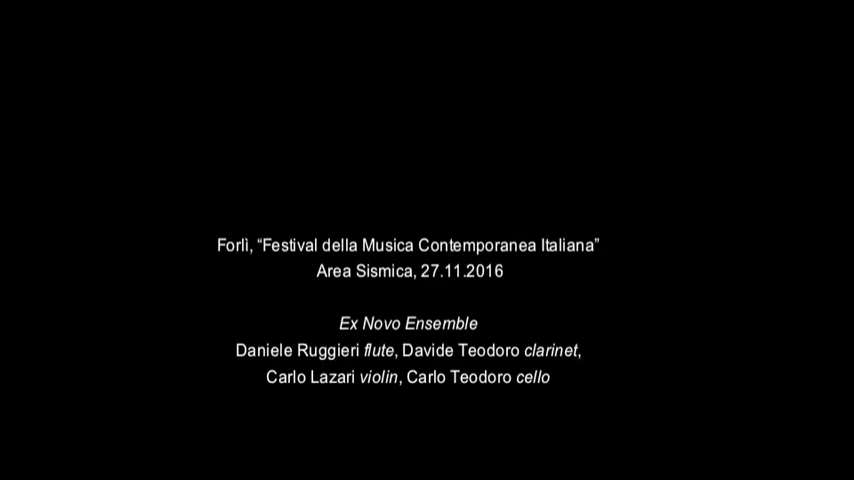 Forlì, “Festival della Musica Contemporanea Italiana”
Area Sismica, 27.11.2016
Ex Novo Ensemble
Daniele Ruggieri flute, Davide Teodoro clarinet,
Carlo Lazari violin, Carlo Teodoro cello